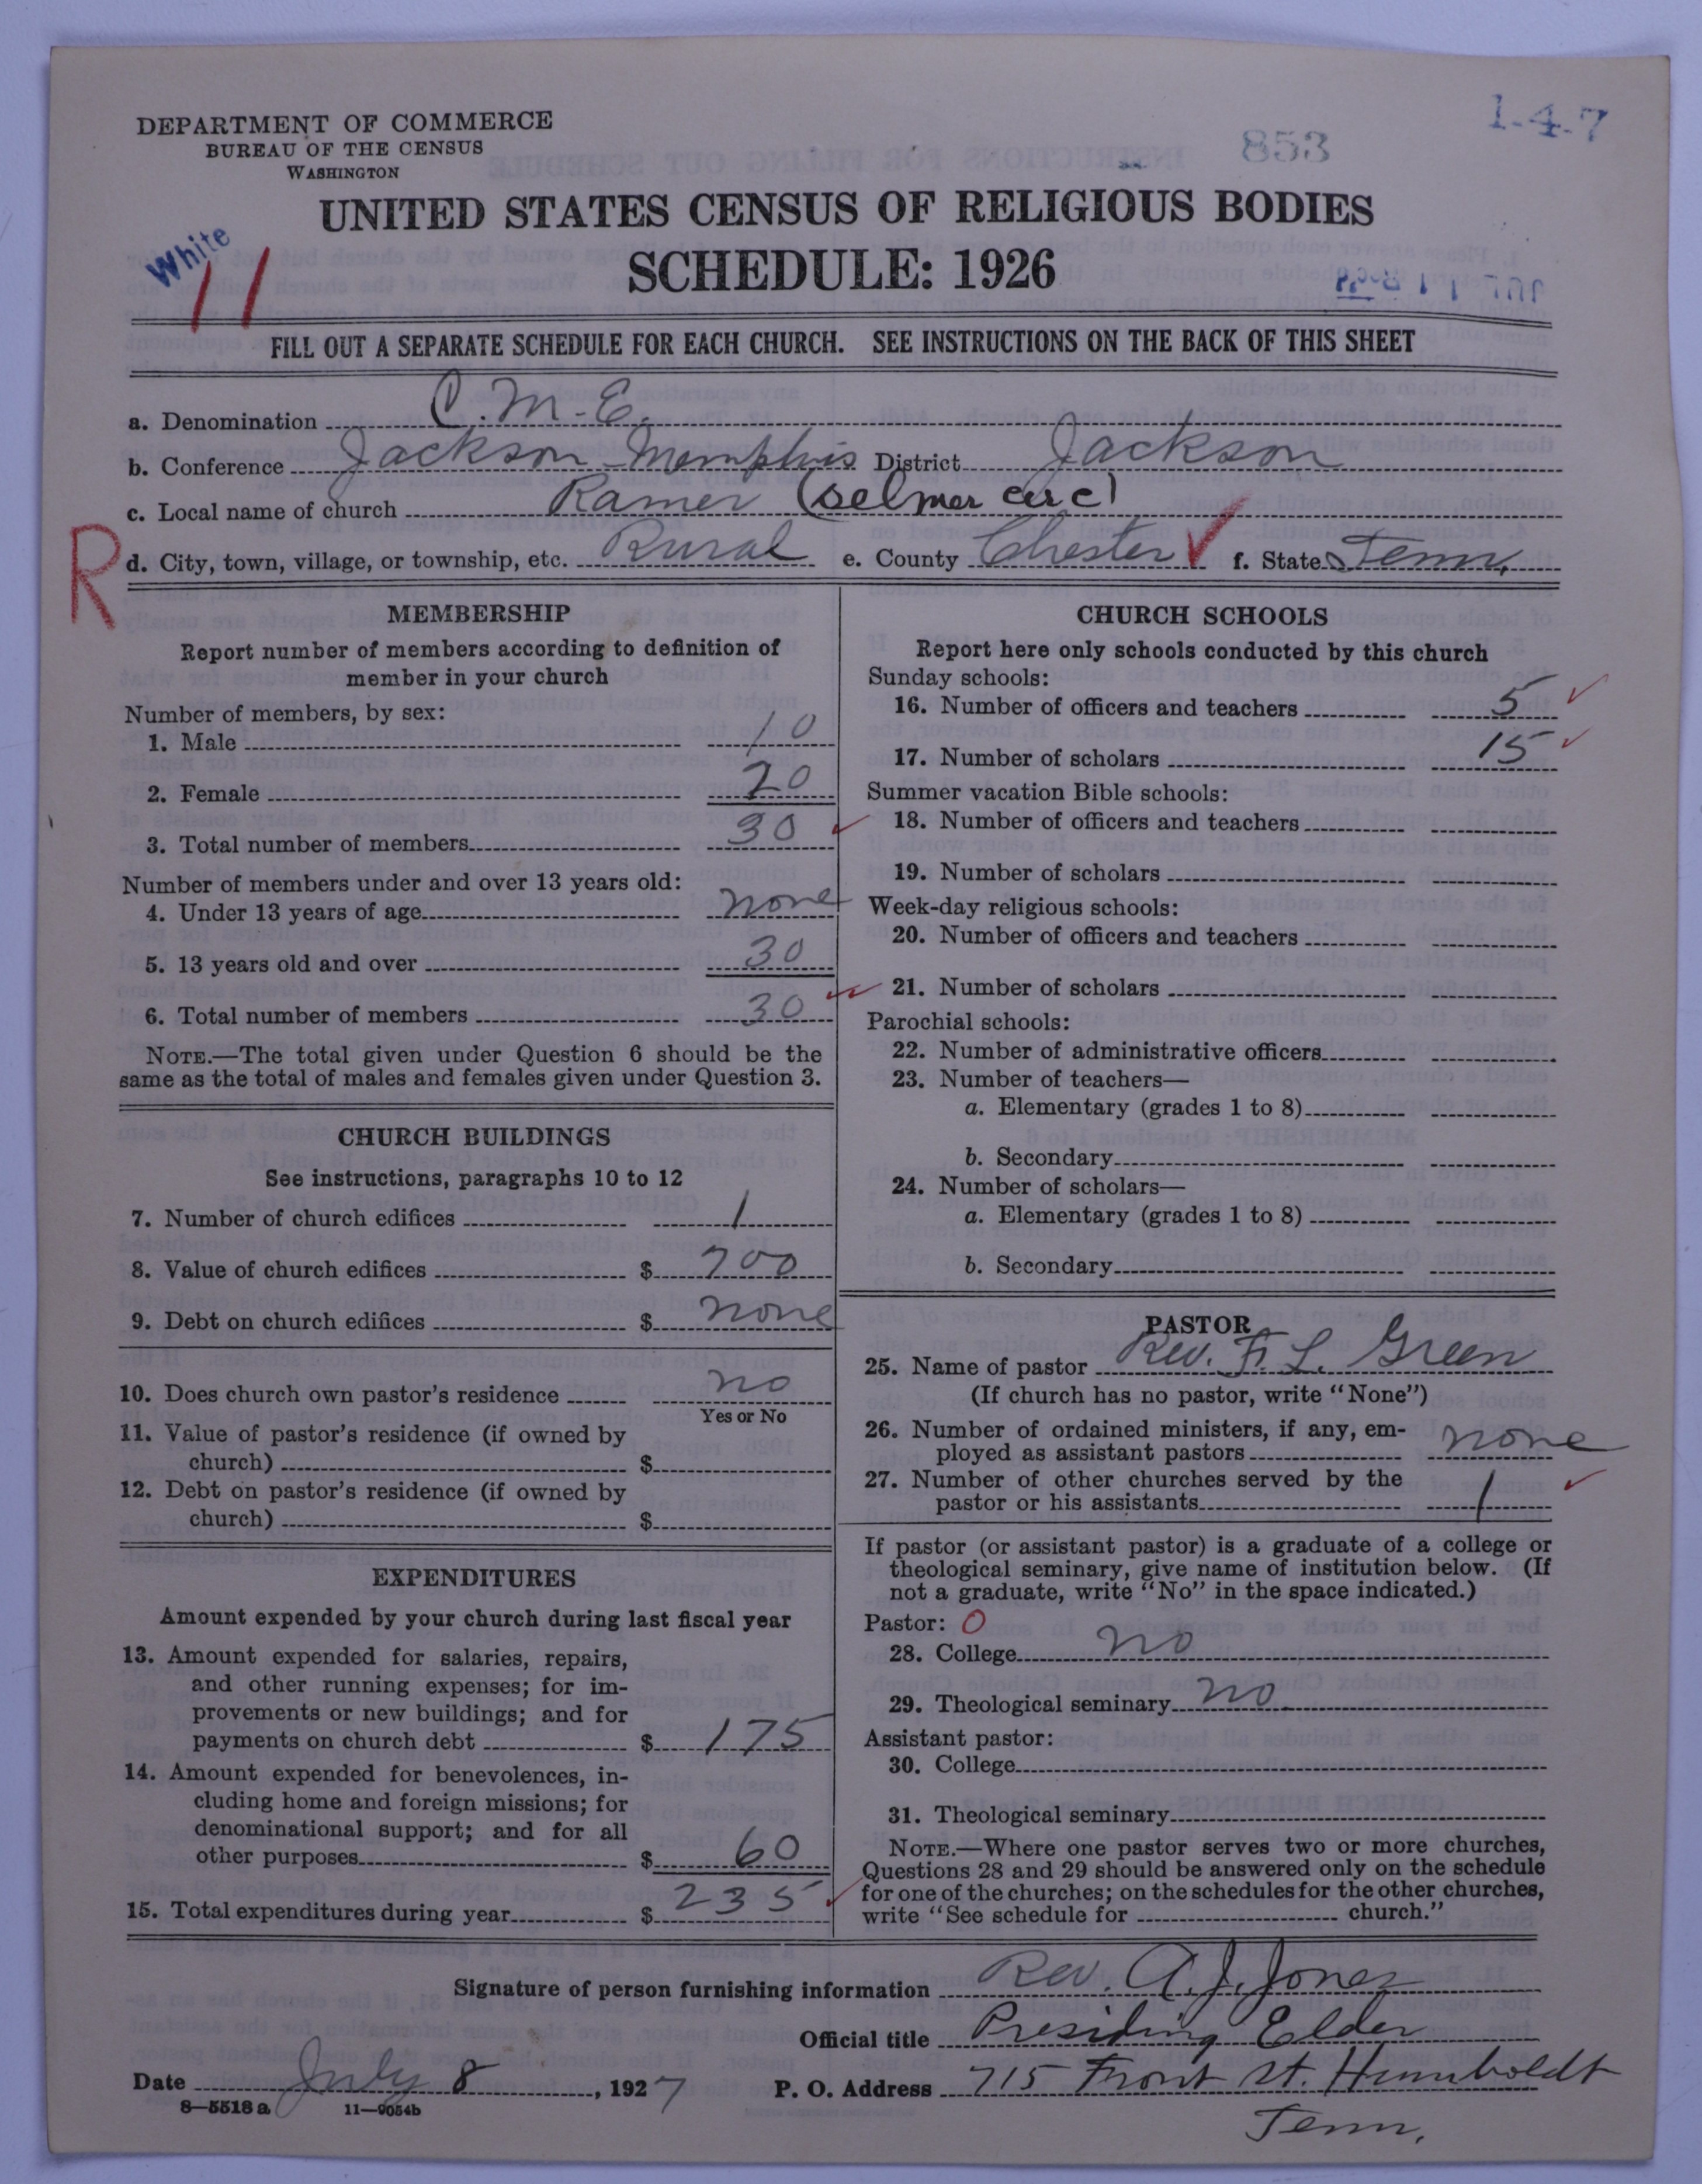 DEPARTMENT OF COMMERCE
BUREAU OF THE CENSUS
WASHINGTON
853
1-4-7
UNITED STATES CENSUS OF RELIGIOUS BODIES
White
11
SCHEDULE: 1926
FILL OUT A SEPARATE SCHEDULE FOR EACH CHURCH. SEE INSTRUCTIONS ON THE BACK OF THIS SHEET
a. Denomination C.M.E.
b. Conference Jackson-Memphis District Jackson
c. Local name of church Ramer (Selmer circ)
R
d. City, town, village, or township, etc. Rural e. County Chester f. State Tenn.
MEMBERSHIP
Report number of members according to definition of
member in your church
Number of members, by sex:
1. Male 10
2. Female 20
3. Total number of members 30
Number of members under and over 13 years old:
4. Under 13 years of age none
5. 13 years old and over 30
6. Total number of members 30
NOTE.—The total given under Question 6 should be the
same as the total of males and females given under Question 3.
CHURCH BUILDINGS
See instructions, paragraphs 10 to 12
7. Number of church edifices 1
8. Value of church edifices $ 700
9. Debt on church edifices $ none
10. Does church own pastor's residence no
Yes or No
11. Value of pastor's residence (if owned by
church) $
12. Debt on pastor's residence (if owned by
church) $
EXPENDITURES
Amount expended by your church during last fiscal year
13. Amount expended for salaries, repairs,
and other running expenses; for im-
provements or new buildings; and for
payments on church debt $ 175
14. Amount expended for benevolences, in-
cluding home and foreign missions; for
denominational support; and for all
other purposes $ 60
15. Total expenditures during year $ 235
CHURCH SCHOOLS
Report here only schools conducted by this church
Sunday schools:
16. Number of officers and teachers 5
17. Number of scholars 15
Summer vacation Bible schools:
18. Number of officers and teachers
19. Number of scholars
Week-day religious schools:
20. Number of officers and teachers
21. Number of scholars
Parochial schools:
22. Number of administrative officers
23. Number of teachers—
a. Elementary (grades 1 to 8)
b. Secondary
24. Number of scholars—
a. Elementary (grades 1 to 8)
b. Secondary
PASTOR
25. Name of pastor Rev. F. L. Green
(If church has no pastor, write "None")
26. Number of ordained ministers, if any, em-
ployed as assistant pastors none
27. Number of other churches served by the
pastor or his assistants 1
If pastor (or assistant pastor) is a graduate of a college or
theological seminary, give name of institution below. (If
not a graduate, write "No" in the space indicated.)
Pastor: 0
28. College no
29. Theological seminary no
Assistant pastor:
30. College
31. Theological seminary
NOTE.—Where one pastor serves two or more churches,
Questions 28 and 29 should be answered only on the schedule
for one of the churches; on the schedules for the other churches,
write "See schedule for church."
Signature of person furnishing information Rev. A. J. Jones
Official title Presiding Elder
Date July 8, 1927 P. O. Address 715 Front St. Humboldt
Tenn.
8—5518a 11—9054b